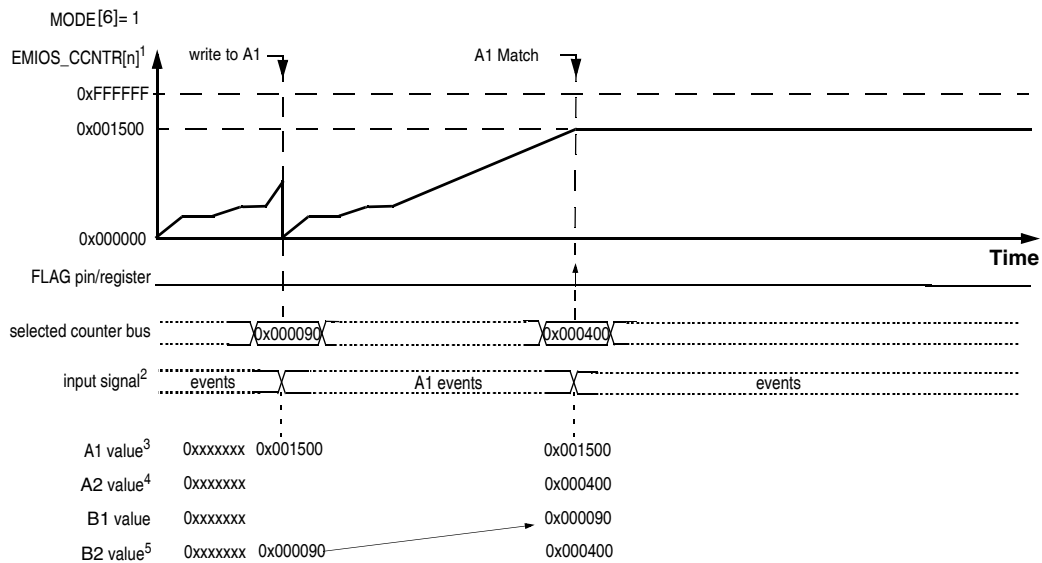 MODE[6]= 1
EMIOS_CCNTR[n]1 write to A1 A1 Match
0xFFFFFF
0x001500
0x000000
Time
FLAG pin/register
selected counter bus 0x000090 0x000400
input signal2 events A1 events events
A1 value3 0xxxxxxx 0x001500 0x001500
A2 value4 0xxxxxxx 0x000400
B1 value 0xxxxxxx 0x000090
B2 value5 0xxxxxxx 0x000090 0x000400